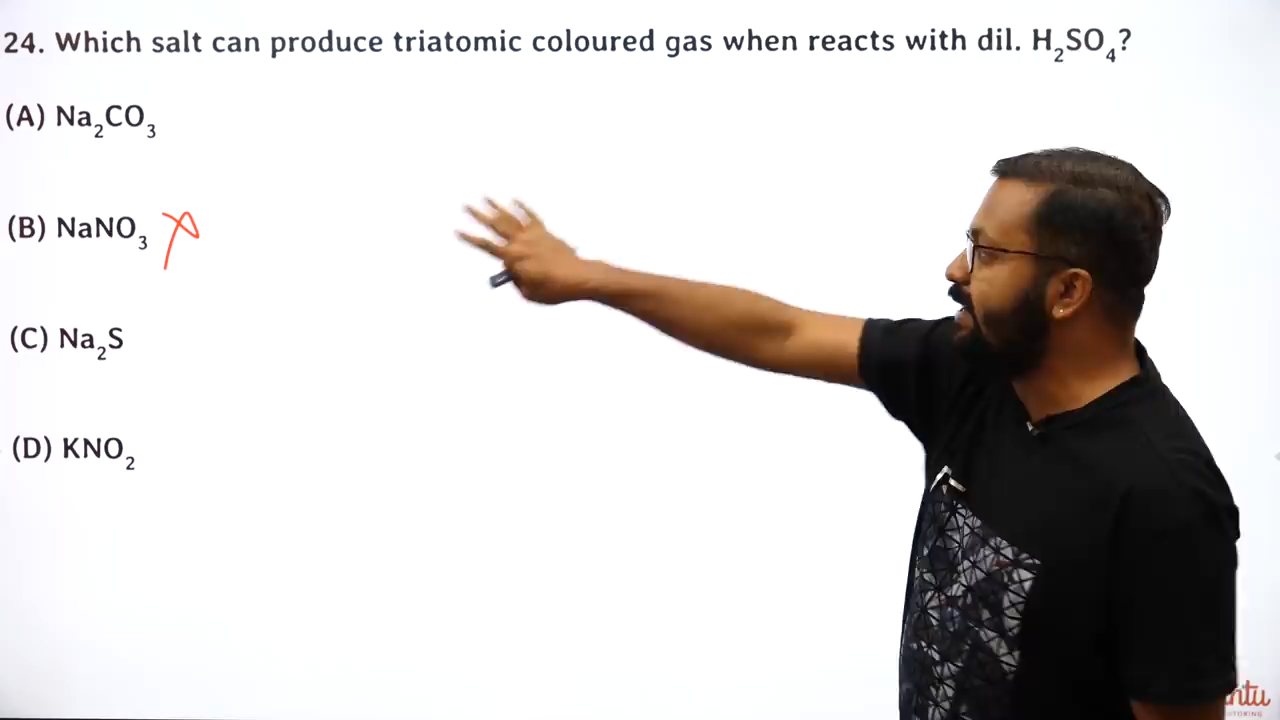 24. Which salt can produce triatomic coloured gas when reacts with dil. H₂SO₄?
(A) Na₂CO₃
(B) NaNO₃
(C) Na₂S
(D) KNO₂